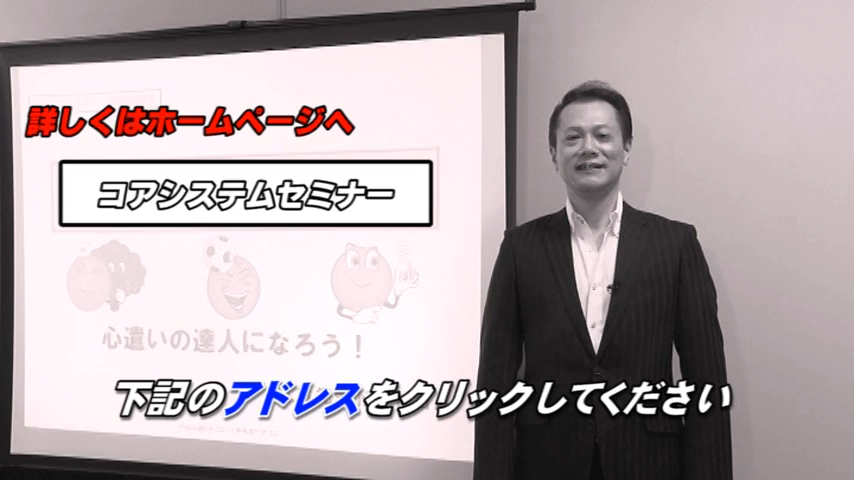 詳しくはホームページへ
コアシステムセミナー
心遣いの達人になろう！
下記のアドレスをクリックしてください